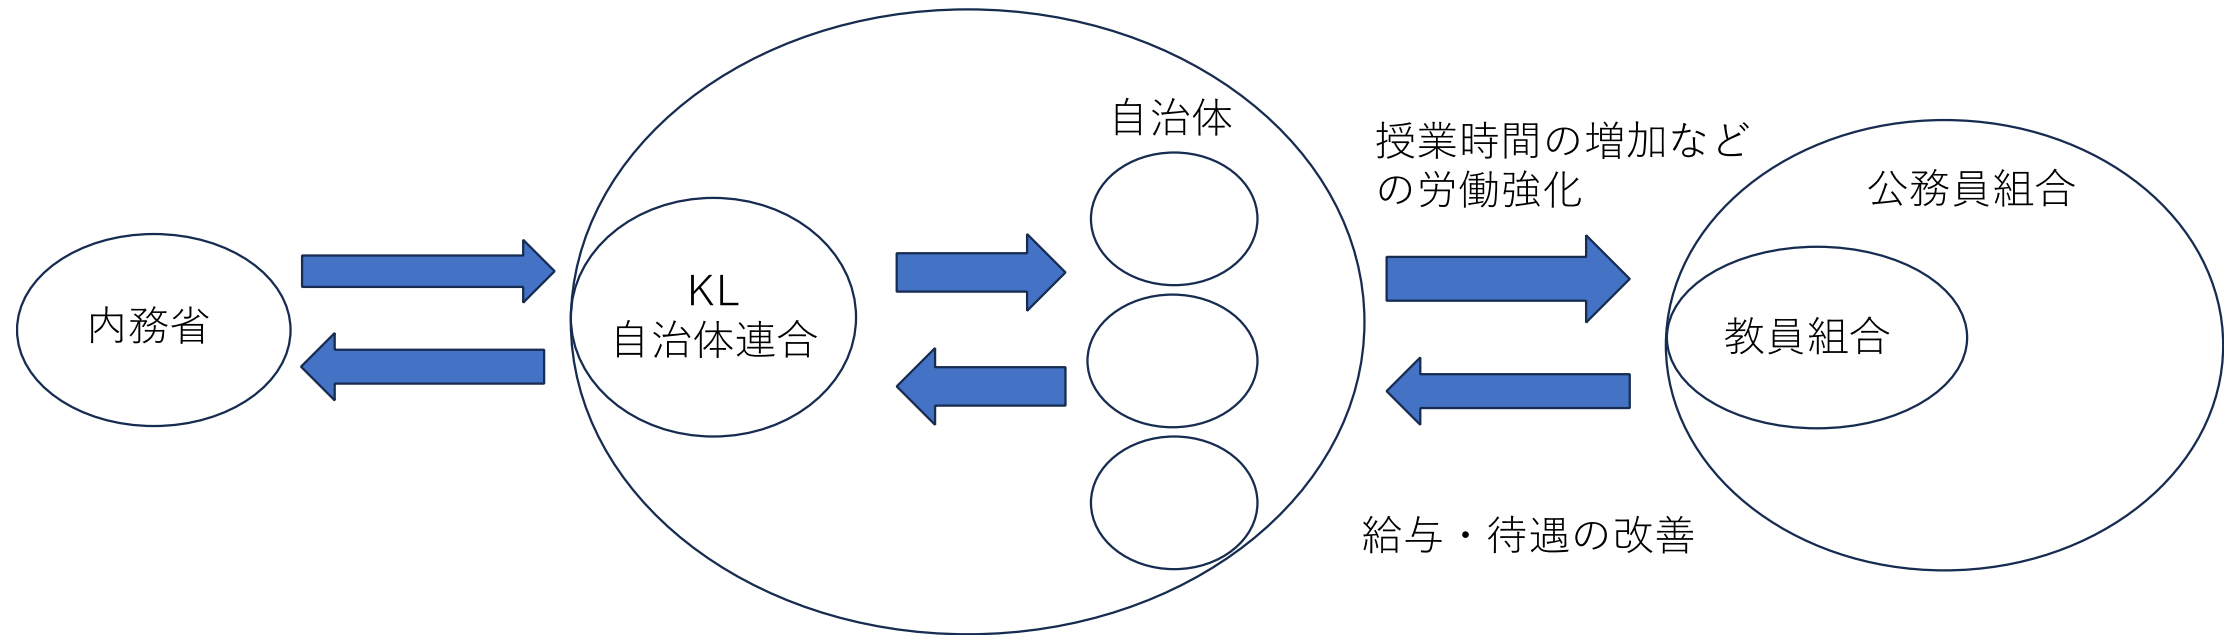 内務省
KL
自治体連合
自治体
授業時間の増加など
の労働強化
給与・待遇の改善
公務員組合
教員組合